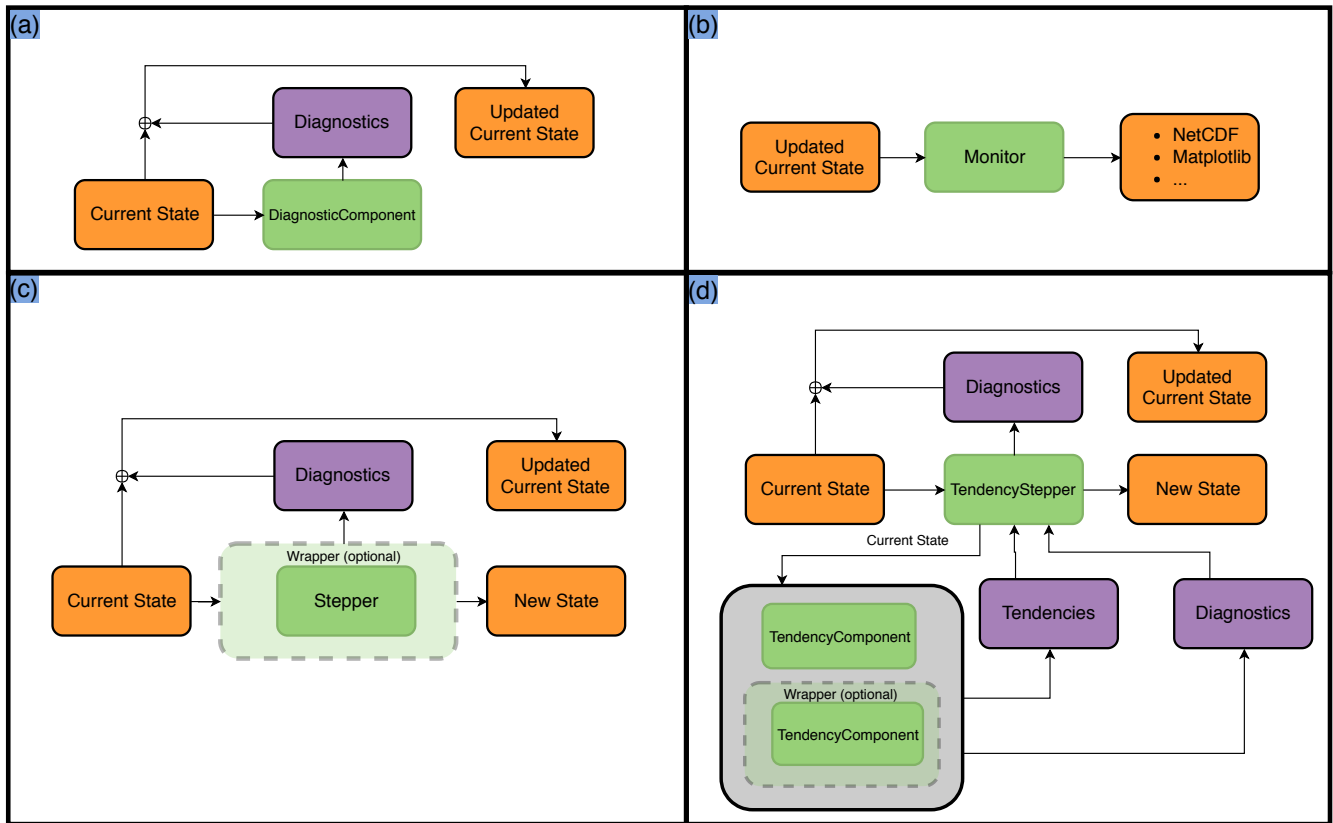 (a)
Diagnostics
Updated
Current State
Current State
DiagnosticComponent
(b)
Updated
Current State
Monitor
• NetCDF
• Matplotlib
• ...
(c)
Diagnostics
Updated
Current State
Wrapper (optional)
Current State
Stepper
New State
(d)
Diagnostics
Updated
Current State
Current State
TendencyStepper
New State
Current State
Tendencies
Diagnostics
TendencyComponent
Wrapper (optional)
TendencyComponent